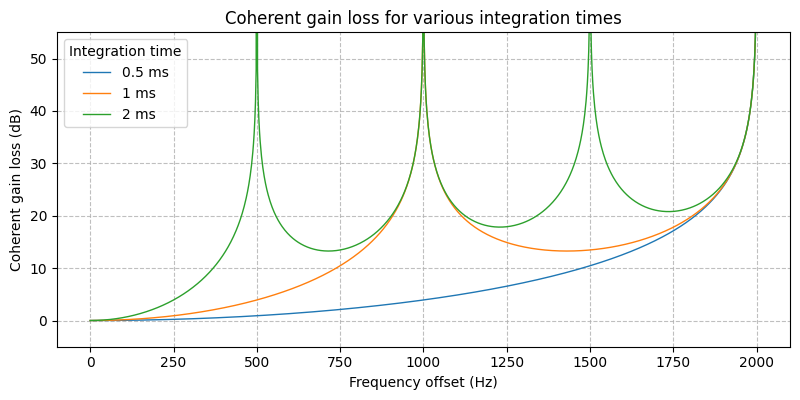 Coherent gain loss for various integration times
Integration time
0.5 ms
1 ms
2 ms
Coherent gain loss (dB)
50
40
30
20
10
0
0 250 500 750 1000 1250 1500 1750 2000
Frequency offset (Hz)